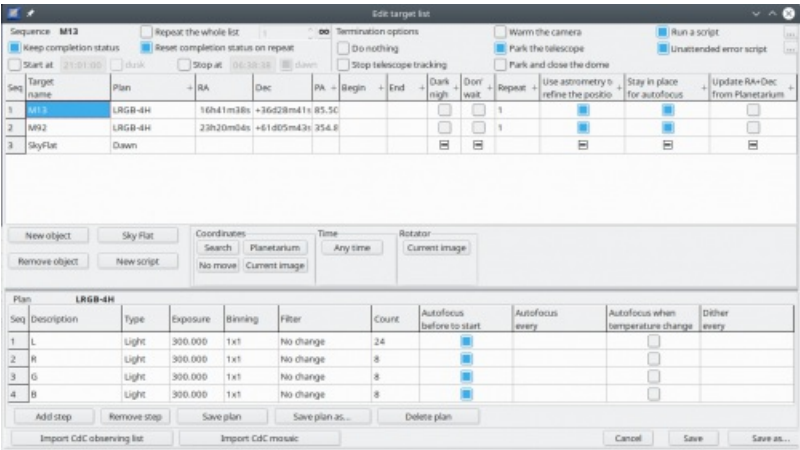 Edit target list
Sequence M13 Repeat the whole list 1 Termination options Warm the camera Run a script
Keep completion status Reset completion status on repeat Do nothing Park the telescope Unattended error script
Start at 21:01:00 dusk Stop at dawn Stop telescope tracking Park and close the dome
Seq Target name Plan RA Dec PA Begin End Dark nigh Don' wait Repeat Use astrometry t refine the positio Stay in place for autofocus Update RA+Dec from Planetarium
1 M13 LRGB-4H 16h41m38s +36d28m41s 85.50 1
2 M92 LRGB-4H 23h20m04s +61d05m43s 354.8 1
3 SkyFlat Dawn
New object Sky Flat Coordinates Time Rotator
Search Planetarium Any time Current image
Remove object New script No move Current image
Plan LRGB-4H
Seq Description Type Exposure Binning Filter Count Autofocus before to start Autofocus every Autofocus when temperature change Dither every
1 L Light 300.000 1x1 No change 24
2 R Light 300.000 1x1 No change 8
3 G Light 300.000 1x1 No change 8
4 B Light 300.000 1x1 No change 8
Add step Remove step Save plan Save plan as... Delete plan
Import CdC observing list Import CdC mosaic Cancel Save Save as...